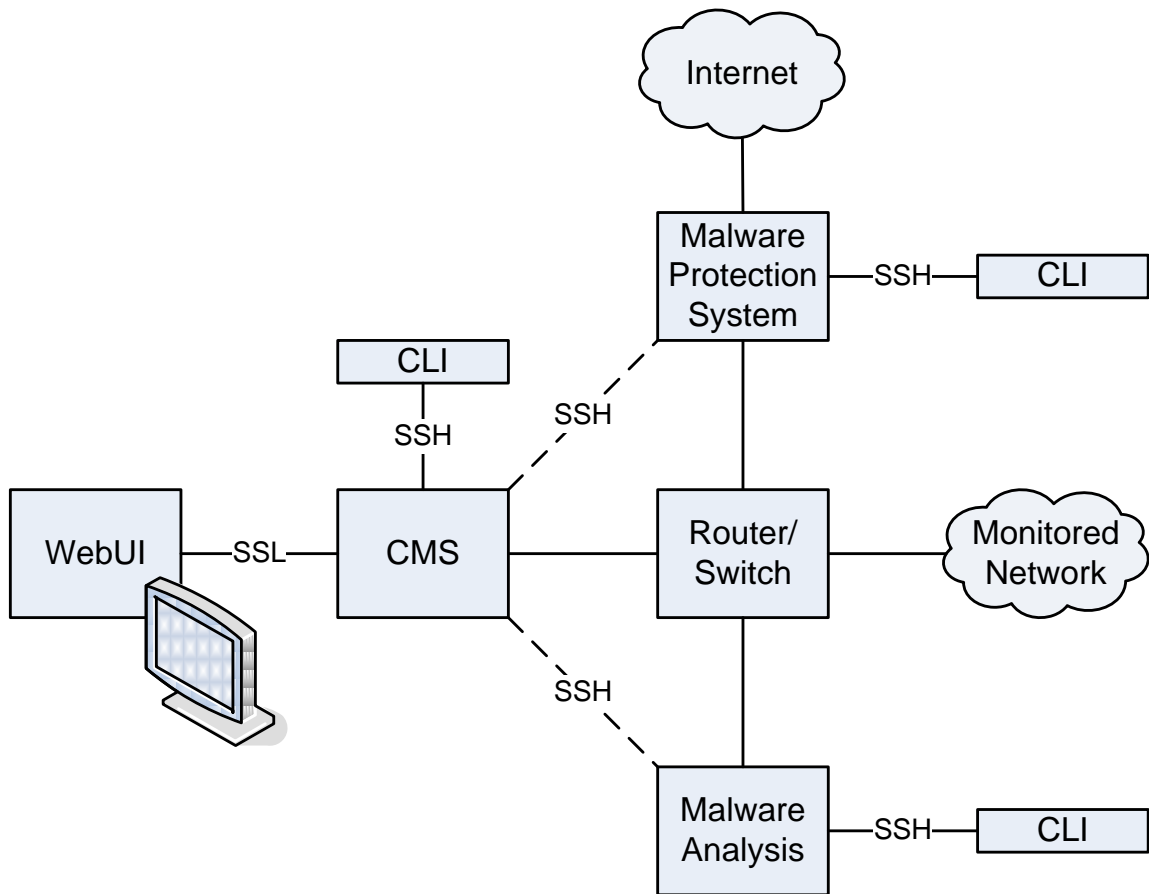 Internet
Malware
Protection
System
SSH
CLI
CLI
SSH
SSH
WebUI
SSL
CMS
Router/
Switch
Monitored
Network
SSH
Malware
Analysis
SSH
CLI